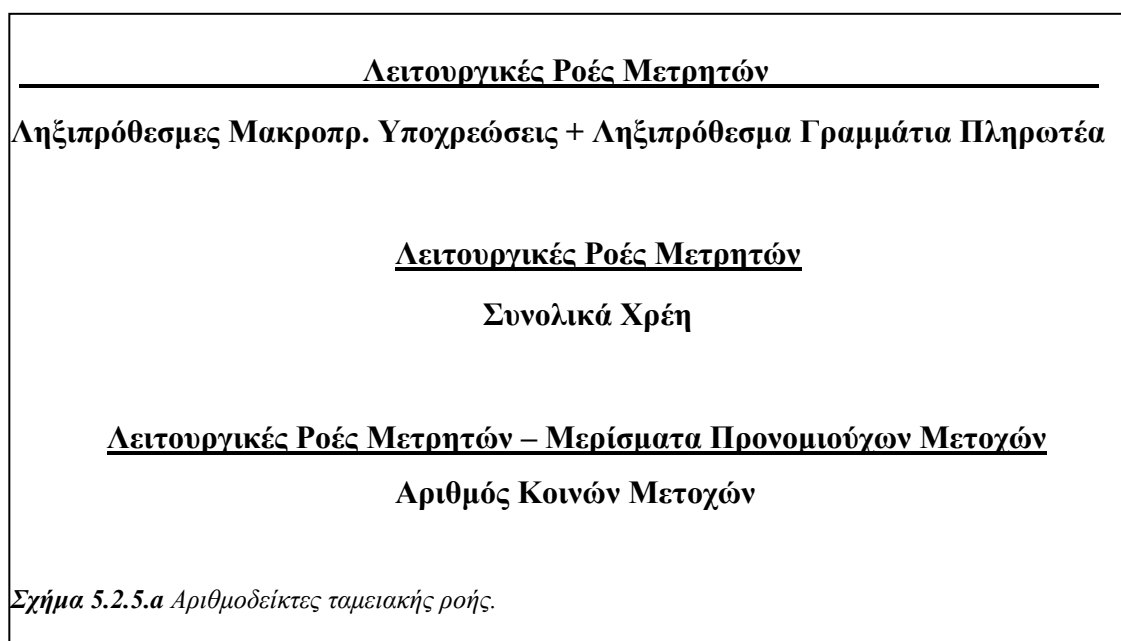 Λειτουργικές Ροές Μετρητών
Ληξιπρόθεσμες Μακροπρ. Υποχρεώσεις + Ληξιπρόθεσμα Γραμμάτια Πληρωτέα
Λειτουργικές Ροές Μετρητών
Συνολικά Χρέη
Λειτουργικές Ροές Μετρητών – Μερίσματα Προνομιούχων Μετοχών
Αριθμός Κοινών Μετοχών
Σχήμα 5.2.5.a Αριθμοδείκτες ταμειακής ροής.